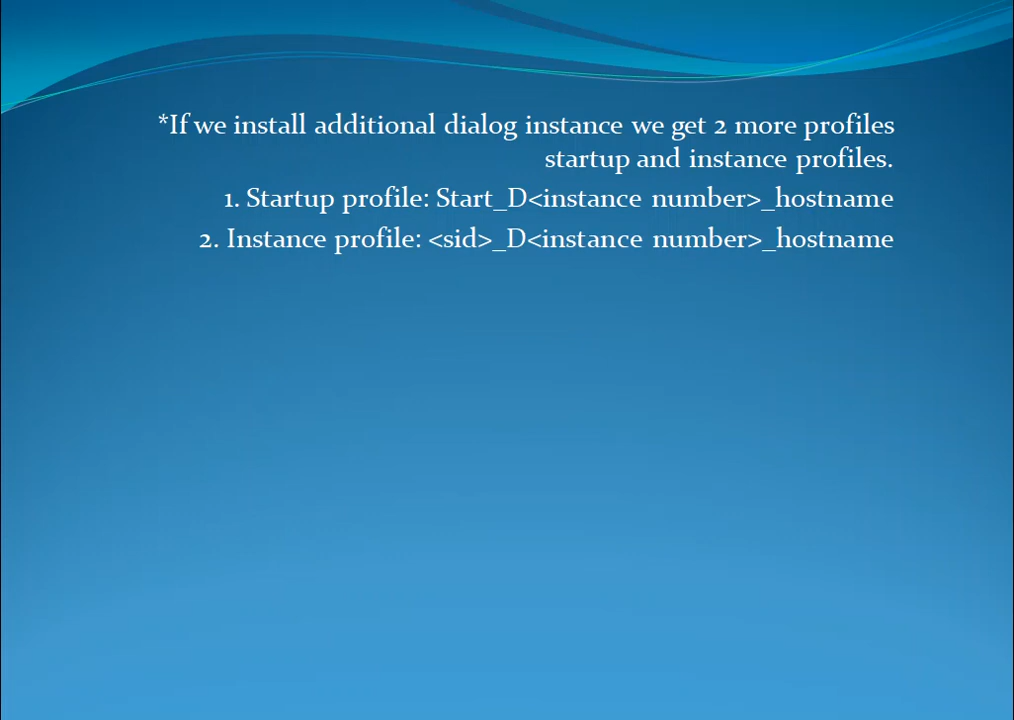 *If we install additional dialog instance we get 2 more profiles
startup and instance profiles.
1. Startup profile: Start_D<instance number>_hostname
2. Instance profile: <sid>_D<instance number>_hostname